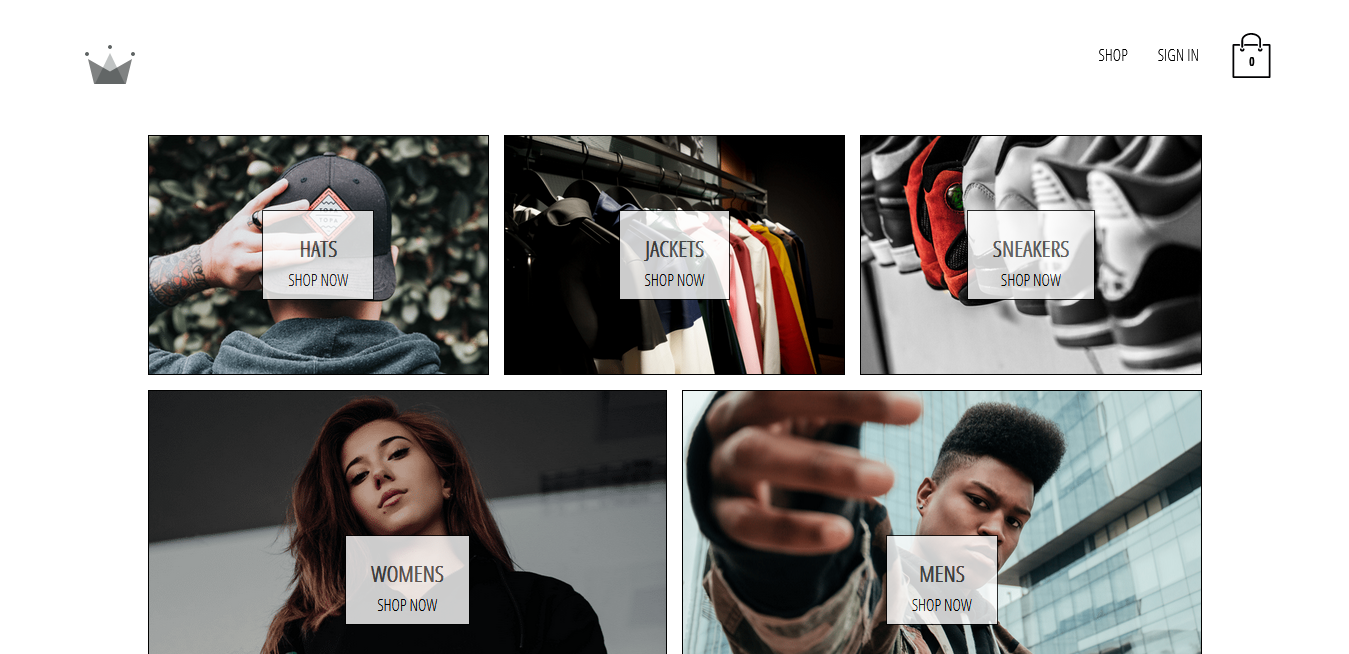 SHOP
SIGN IN
0
HATS
SHOP NOW
JACKETS
SHOP NOW
SNEAKERS
SHOP NOW
WOMENS
SHOP NOW
MENS
SHOP NOW